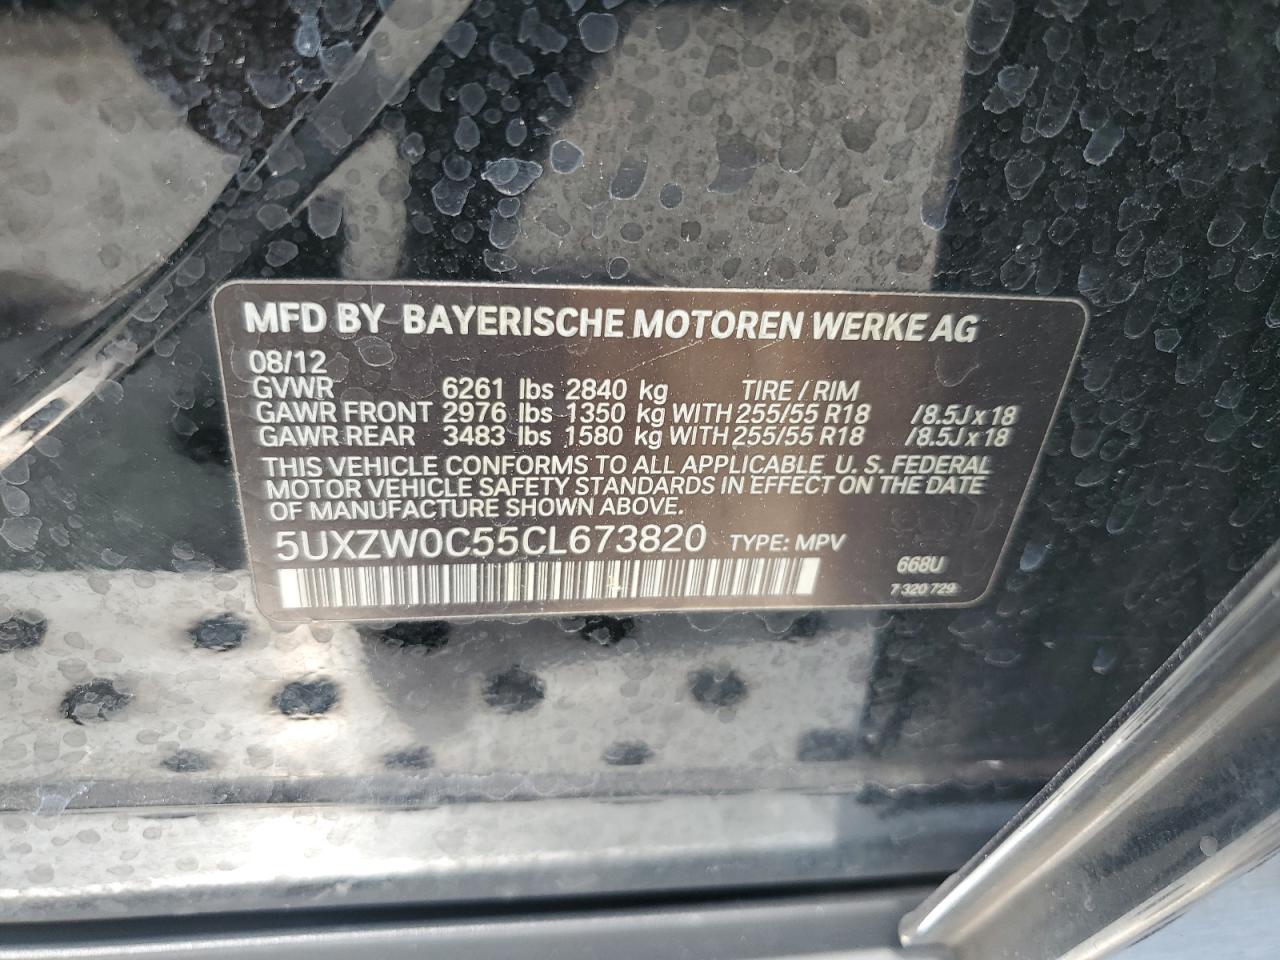 MFD BY BAYERISCHE MOTOREN WERKE AG
08/12
GVWR 6261 lbs 2840 kg TIRE / RIM
GAWR FRONT 2976 lbs 1350 kg WITH 255/55 R18 /8.5J x 18
GAWR REAR 3483 lbs 1580 kg WITH 255/55 R18 /8.5J x 18
THIS VEHICLE CONFORMS TO ALL APPLICABLE U. S. FEDERAL
MOTOR VEHICLE SAFETY STANDARDS IN EFFECT ON THE DATE
OF MANUFACTURE SHOWN ABOVE.
5UXZW0C55CL673820 TYPE: MPV
668U
7 320 729